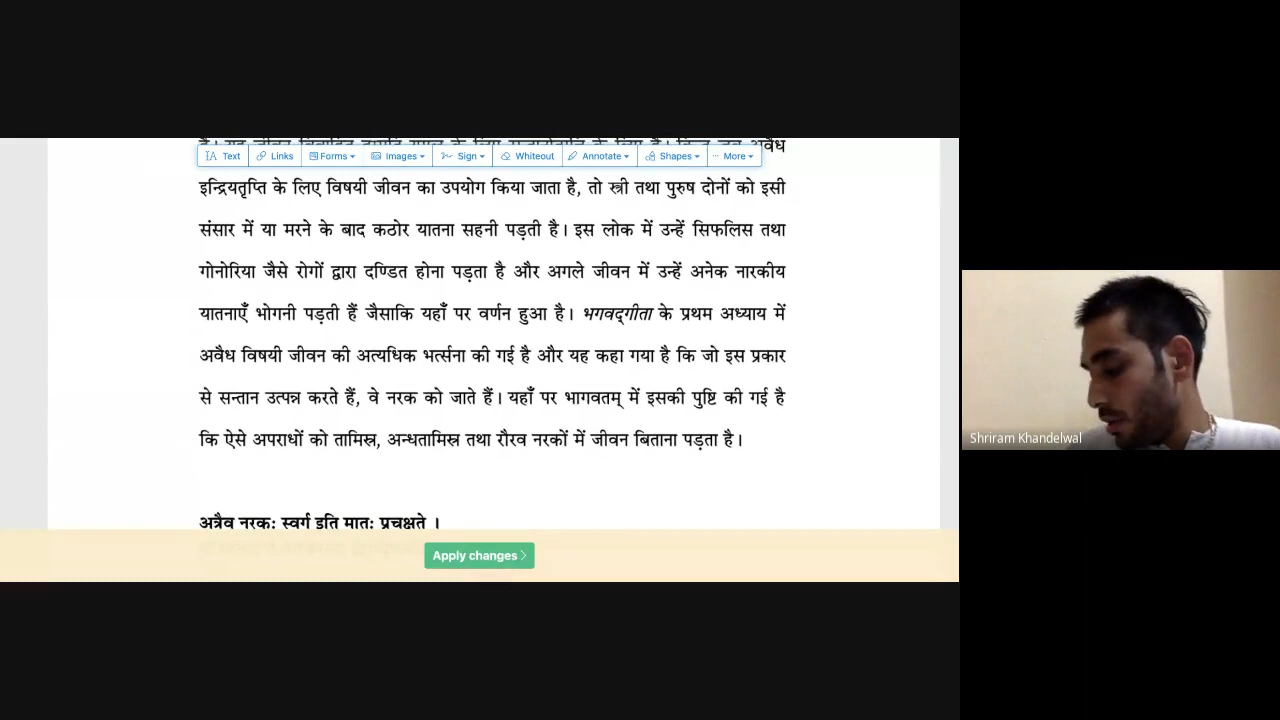 अवैध
Text Links Forms Images Sign Whiteout Annotate Shapes More
इन्द्रियतृप्ति के लिए विषयी जीवन का उपयोग किया जाता है, तो स्त्री तथा पुरुष दोनों को इसी
संसार में या मरने के बाद कठोर यातना सहनी पड़ती है। इस लोक में उन्हें सिफलिस तथा
गोनोरिया जैसे रोगों द्वारा दण्डित होना पड़ता है और अगले जीवन में उन्हें अनेक नारकीय
यातनाएँ भोगनी पड़ती हैं जैसाकि यहाँ पर वर्णन हुआ है। भगवद्‌गीता के प्रथम अध्याय में
अवैध विषयी जीवन की अत्यधिक भर्त्सना की गई है और यह कहा गया है कि जो इस प्रकार
से सन्तान उत्पन्न करते हैं, वे नरक को जाते हैं। यहाँ पर भागवतम् में इसकी पुष्टि की गई है
कि ऐसे अपराधों को तामिस्र, अन्धतामिस्र तथा रौरव नरकों में जीवन बिताना पड़ता है।
Shriram Khandelwal
अत्रैव नरकः स्वर्ग इति मातः प्रचक्षते ।
Apply changes